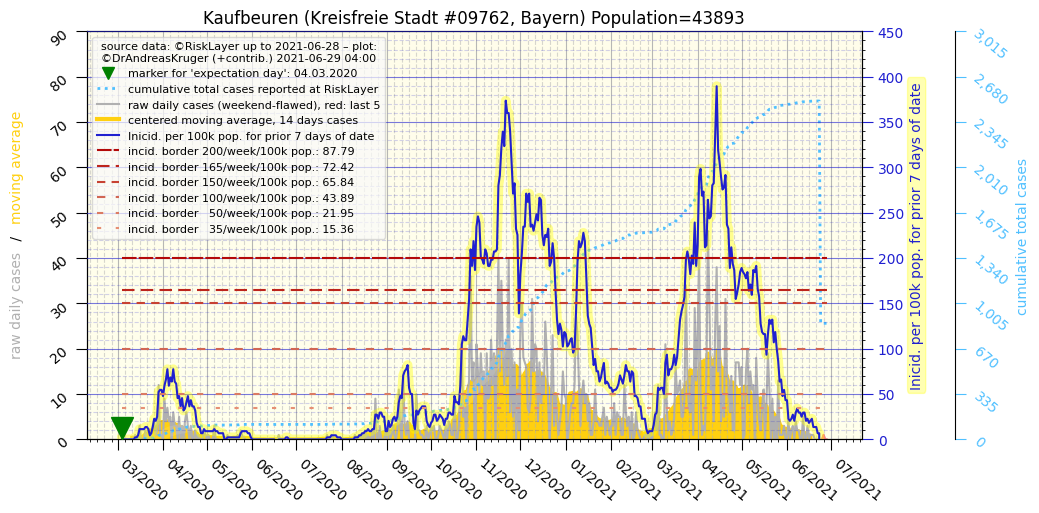 Kaufbeuren (Kreisfreie Stadt #09762, Bayern) Population=43893
source data: ©RiskLayer up to 2021-06-28 – plot:
©DrAndreasKruger (+contrib.) 2021-06-29 04:00
marker for 'expectation day': 04.03.2020
cumulative total cases reported at RiskLayer
raw daily cases (weekend-flawed), red: last 5
centered moving average, 14 days cases
Inicid. per 100k pop. for prior 7 days of date
incid. border 200/week/100k pop.: 87.79
incid. border 165/week/100k pop.: 72.42
incid. border 150/week/100k pop.: 65.84
incid. border 100/week/100k pop.: 43.89
incid. border 50/week/100k pop.: 21.95
incid. border 35/week/100k pop.: 15.36
raw daily cases / moving average
90
80
70
60
50
40
30
20
10
0
03/2020
04/2020
05/2020
06/2020
07/2020
08/2020
09/2020
10/2020
11/2020
12/2020
01/2021
02/2021
03/2021
04/2021
05/2021
06/2021
07/2021
450
400
350
300
250
200
150
100
50
0
Inicid. per 100k pop. for prior 7 days of date
3,015
2,680
2,345
2,010
1,675
1,340
1,005
670
335
0
cumulative total cases